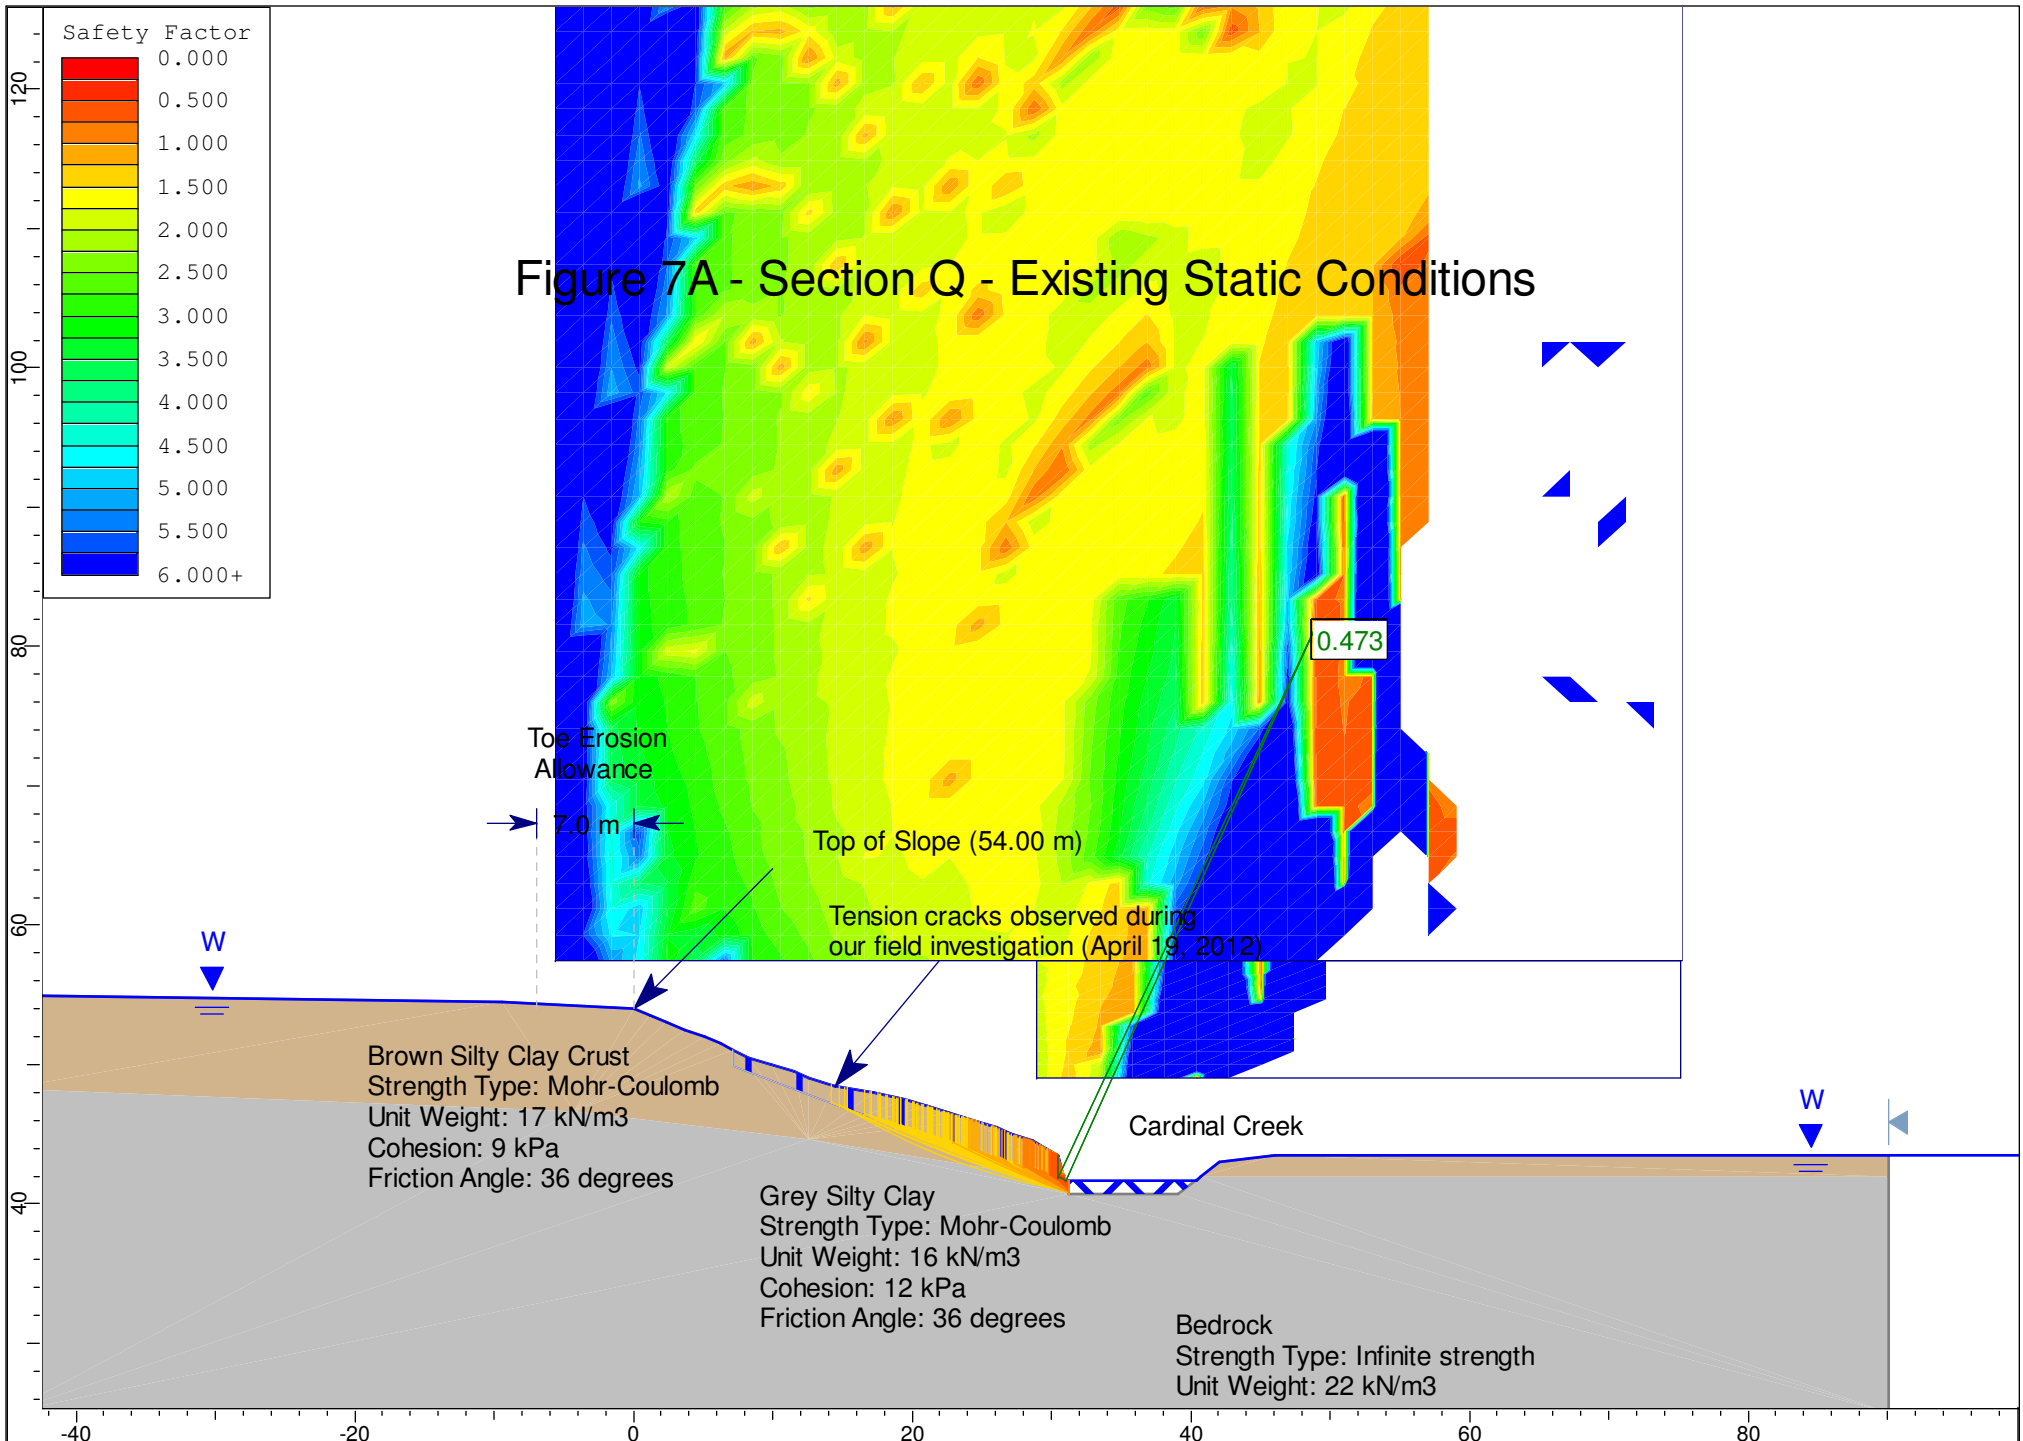 Safety Factor
0.000
0.500
1.000
1.500
2.000
2.500
3.000
3.500
4.000
4.500
5.000
5.500
6.000+
Figure 7A - Section Q - Existing Static Conditions
0.473
Toe Erosion
Allowance
7.0 m
Top of Slope (54.00 m)
Tension cracks observed during
our field investigation (April 19, 2012)
W
Brown Silty Clay Crust
Strength Type: Mohr-Coulomb
Unit Weight: 17 kN/m3
Cohesion: 9 kPa
Friction Angle: 36 degrees
Cardinal Creek
W
Grey Silty Clay
Strength Type: Mohr-Coulomb
Unit Weight: 16 kN/m3
Cohesion: 12 kPa
Friction Angle: 36 degrees
Bedrock
Strength Type: Infinite strength
Unit Weight: 22 kN/m3
120
100
80
60
40
-40
-20
0
20
40
60
80